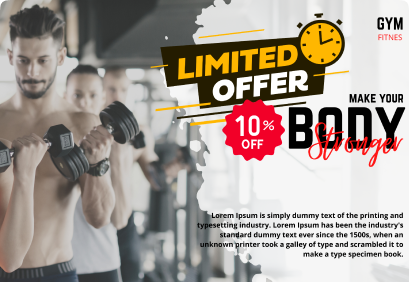 GYM
FITNES
LIMITED
OFFER
10%
OFF
MAKE YOUR
BODY
Stronger
Lorem Ipsum is simply dummy text of the printing and
typesetting industry. Lorem Ipsum has been the industry's
standard dummy text ever since the 1500s, when an
unknown printer took a galley of type and scrambled it to
make a type specimen book.